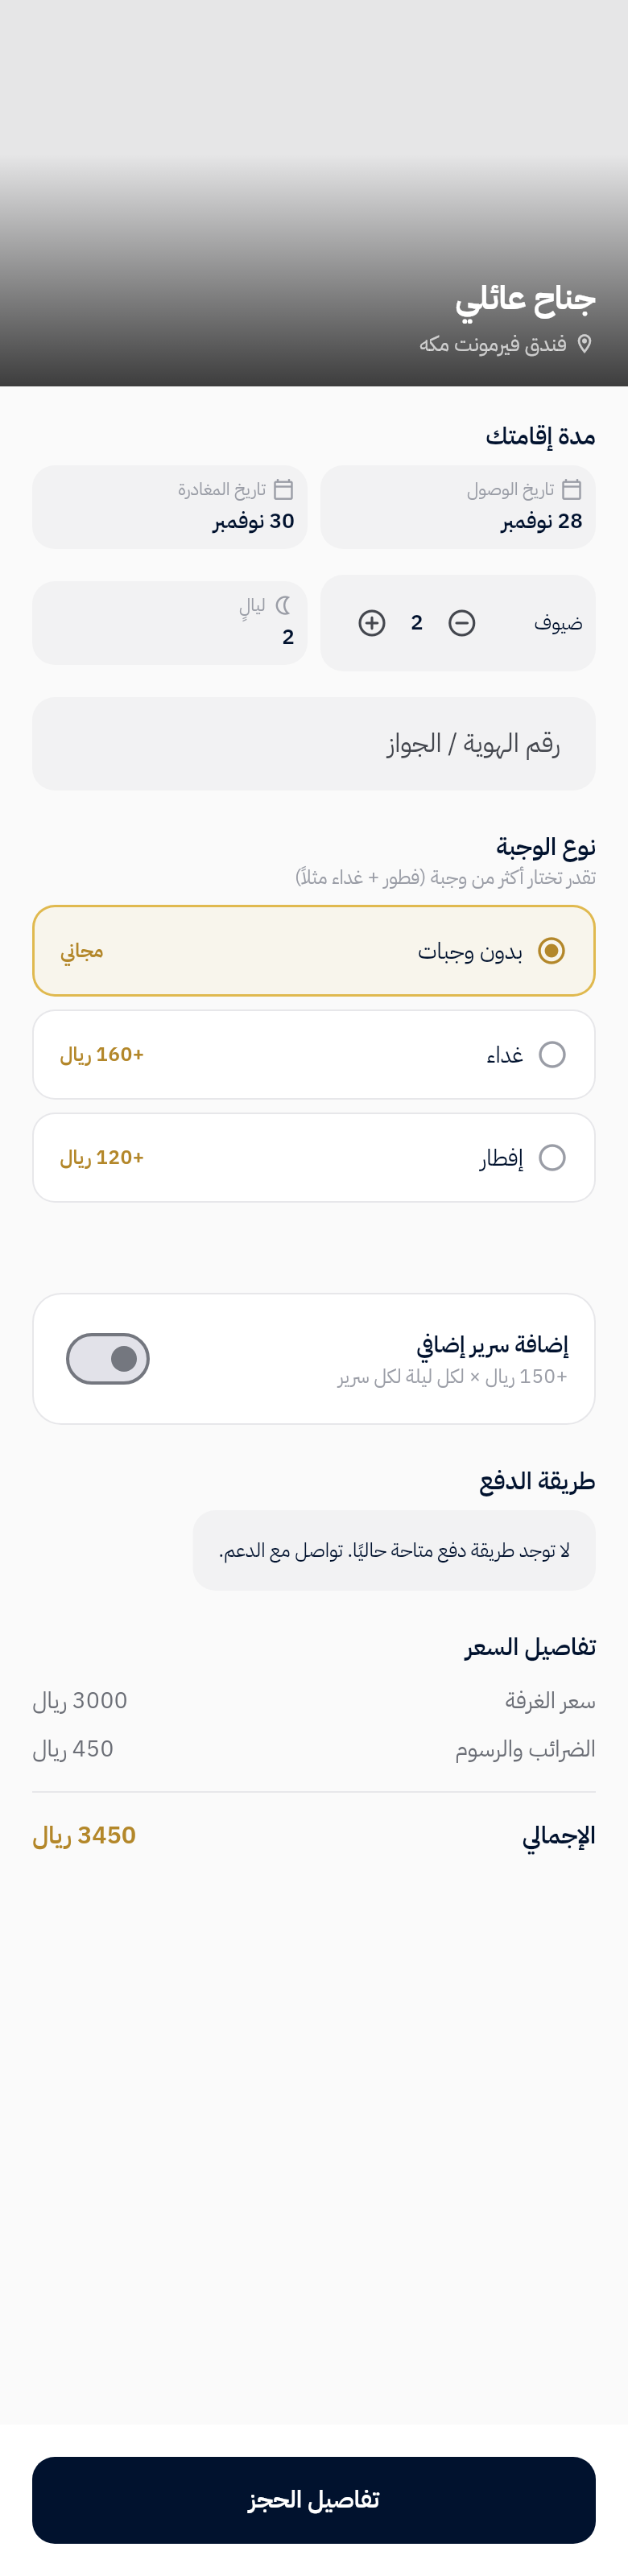 جناح عائلي
فندق فيرمونت مكه
مدة إقامتك
تاريخ الوصول
28 نوفمبر
تاريخ المغادرة
30 نوفمبر
ضيوف
2
ليالٍ
2
رقم الهوية / الجواز
نوع الوجبة
تقدر تختار أكثر من وجبة (فطور + غداء مثلاً)
بدون وجبات
مجاني
غداء
+160 ريال
إفطار
+120 ريال
إضافة سرير إضافي
+150 ريال × لكل ليلة لكل سرير
طريقة الدفع
لا توجد طريقة دفع متاحة حاليًا. تواصل مع الدعم.
تفاصيل السعر
سعر الغرفة
3000 ريال
الضرائب والرسوم
450 ريال
الإجمالي
3450 ريال
تفاصيل الحجز